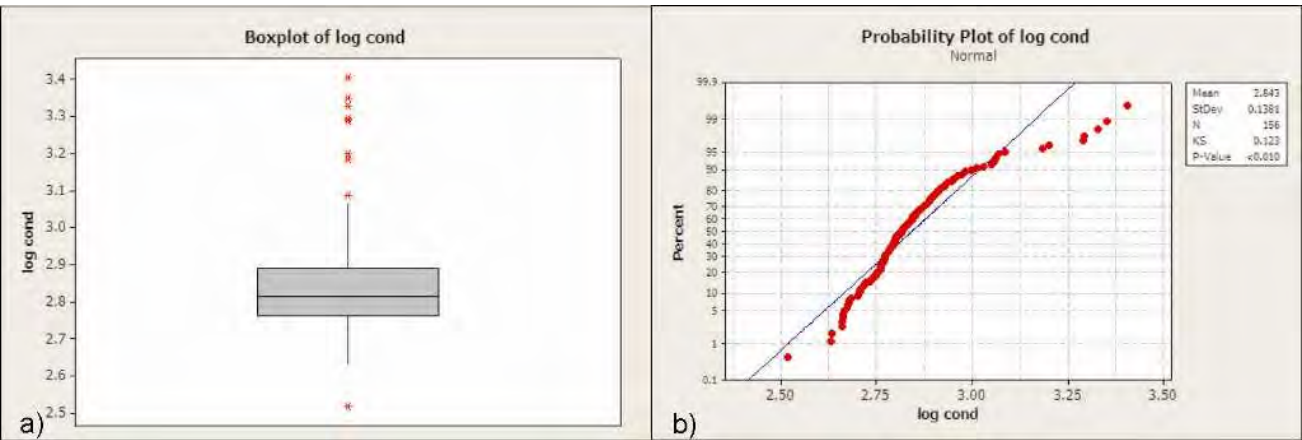 Boxplot of log cond
3.4
3.3
3.2
3.1
3.0
2.9
2.8
2.7
2.6
2.5
log cond
a)
Probability Plot of log cond
Normal
99.9
99
95
90
80
70
60
50
40
30
20
10
5
1
0.1
Percent
2.50 2.75 3.00 3.25 3.50
log cond
Mean 2.843
StDev 0.1381
N 156
KS 0.123
P-Value <0.010
b)